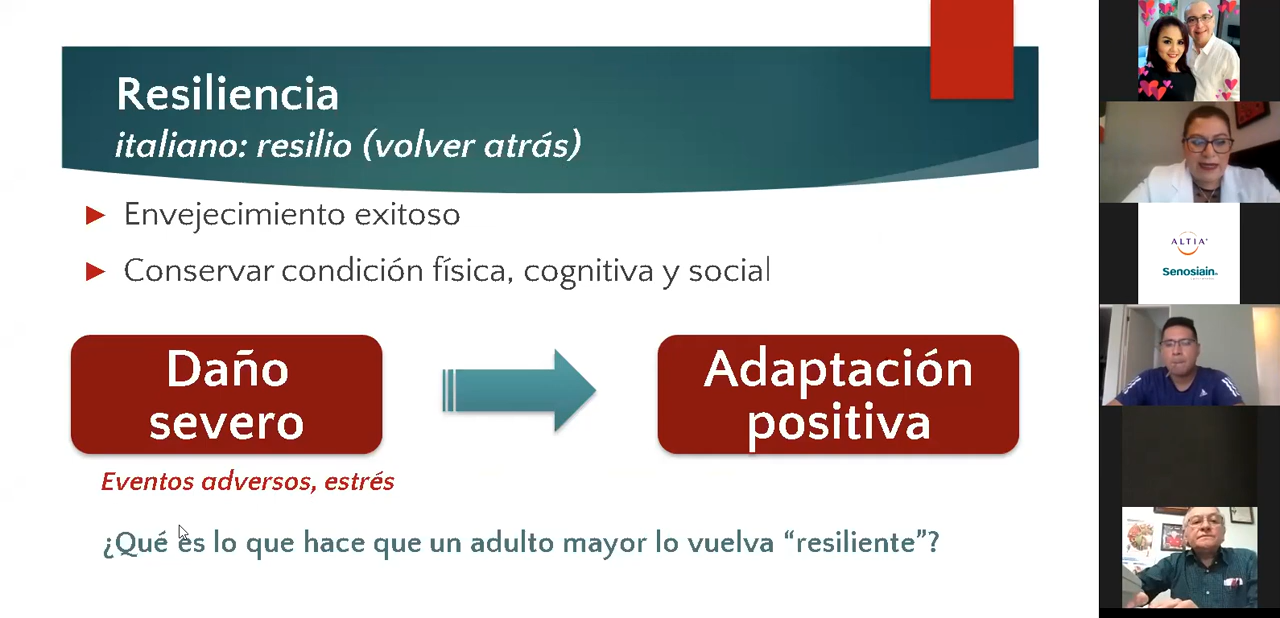 Resiliencia
italiano: resilio (volver atrás)
Envejecimiento exitoso
Conservar condición física, cognitiva y social
Daño
severo
Adaptación
positiva
Eventos adversos, estrés
¿Qué es lo que hace que un adulto mayor lo vuelva “resiliente”?
ALTIA
Senosiain